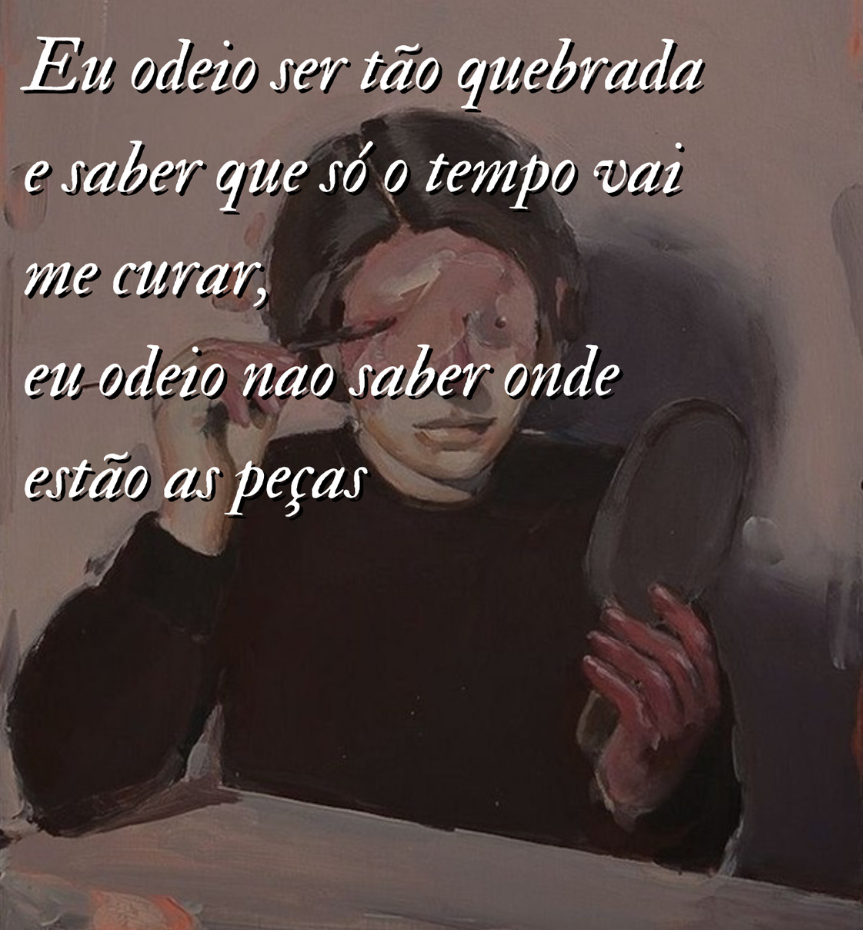 Eu odeio ser tão quebrada
e saber que só o tempo vai
me curar,
eu odeio nao saber onde
estão as peças